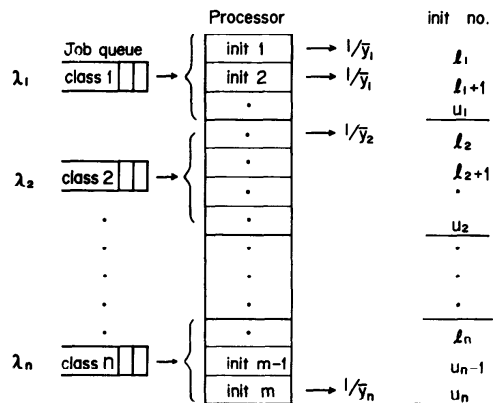 Processor init no.
Job queue
λ₁ class 1 init 1 1/ȳ₁ ℓ₁
init 2 1/ȳ₁ ℓ₁+1
. u₁
. 1/ȳ₂ ℓ₂
λ₂ class 2 . ℓ₂+1
. .
. u₂
. . . .
. . . .
. . . .
. ℓn
λn class n init m-1 un-1
init m 1/ȳn un